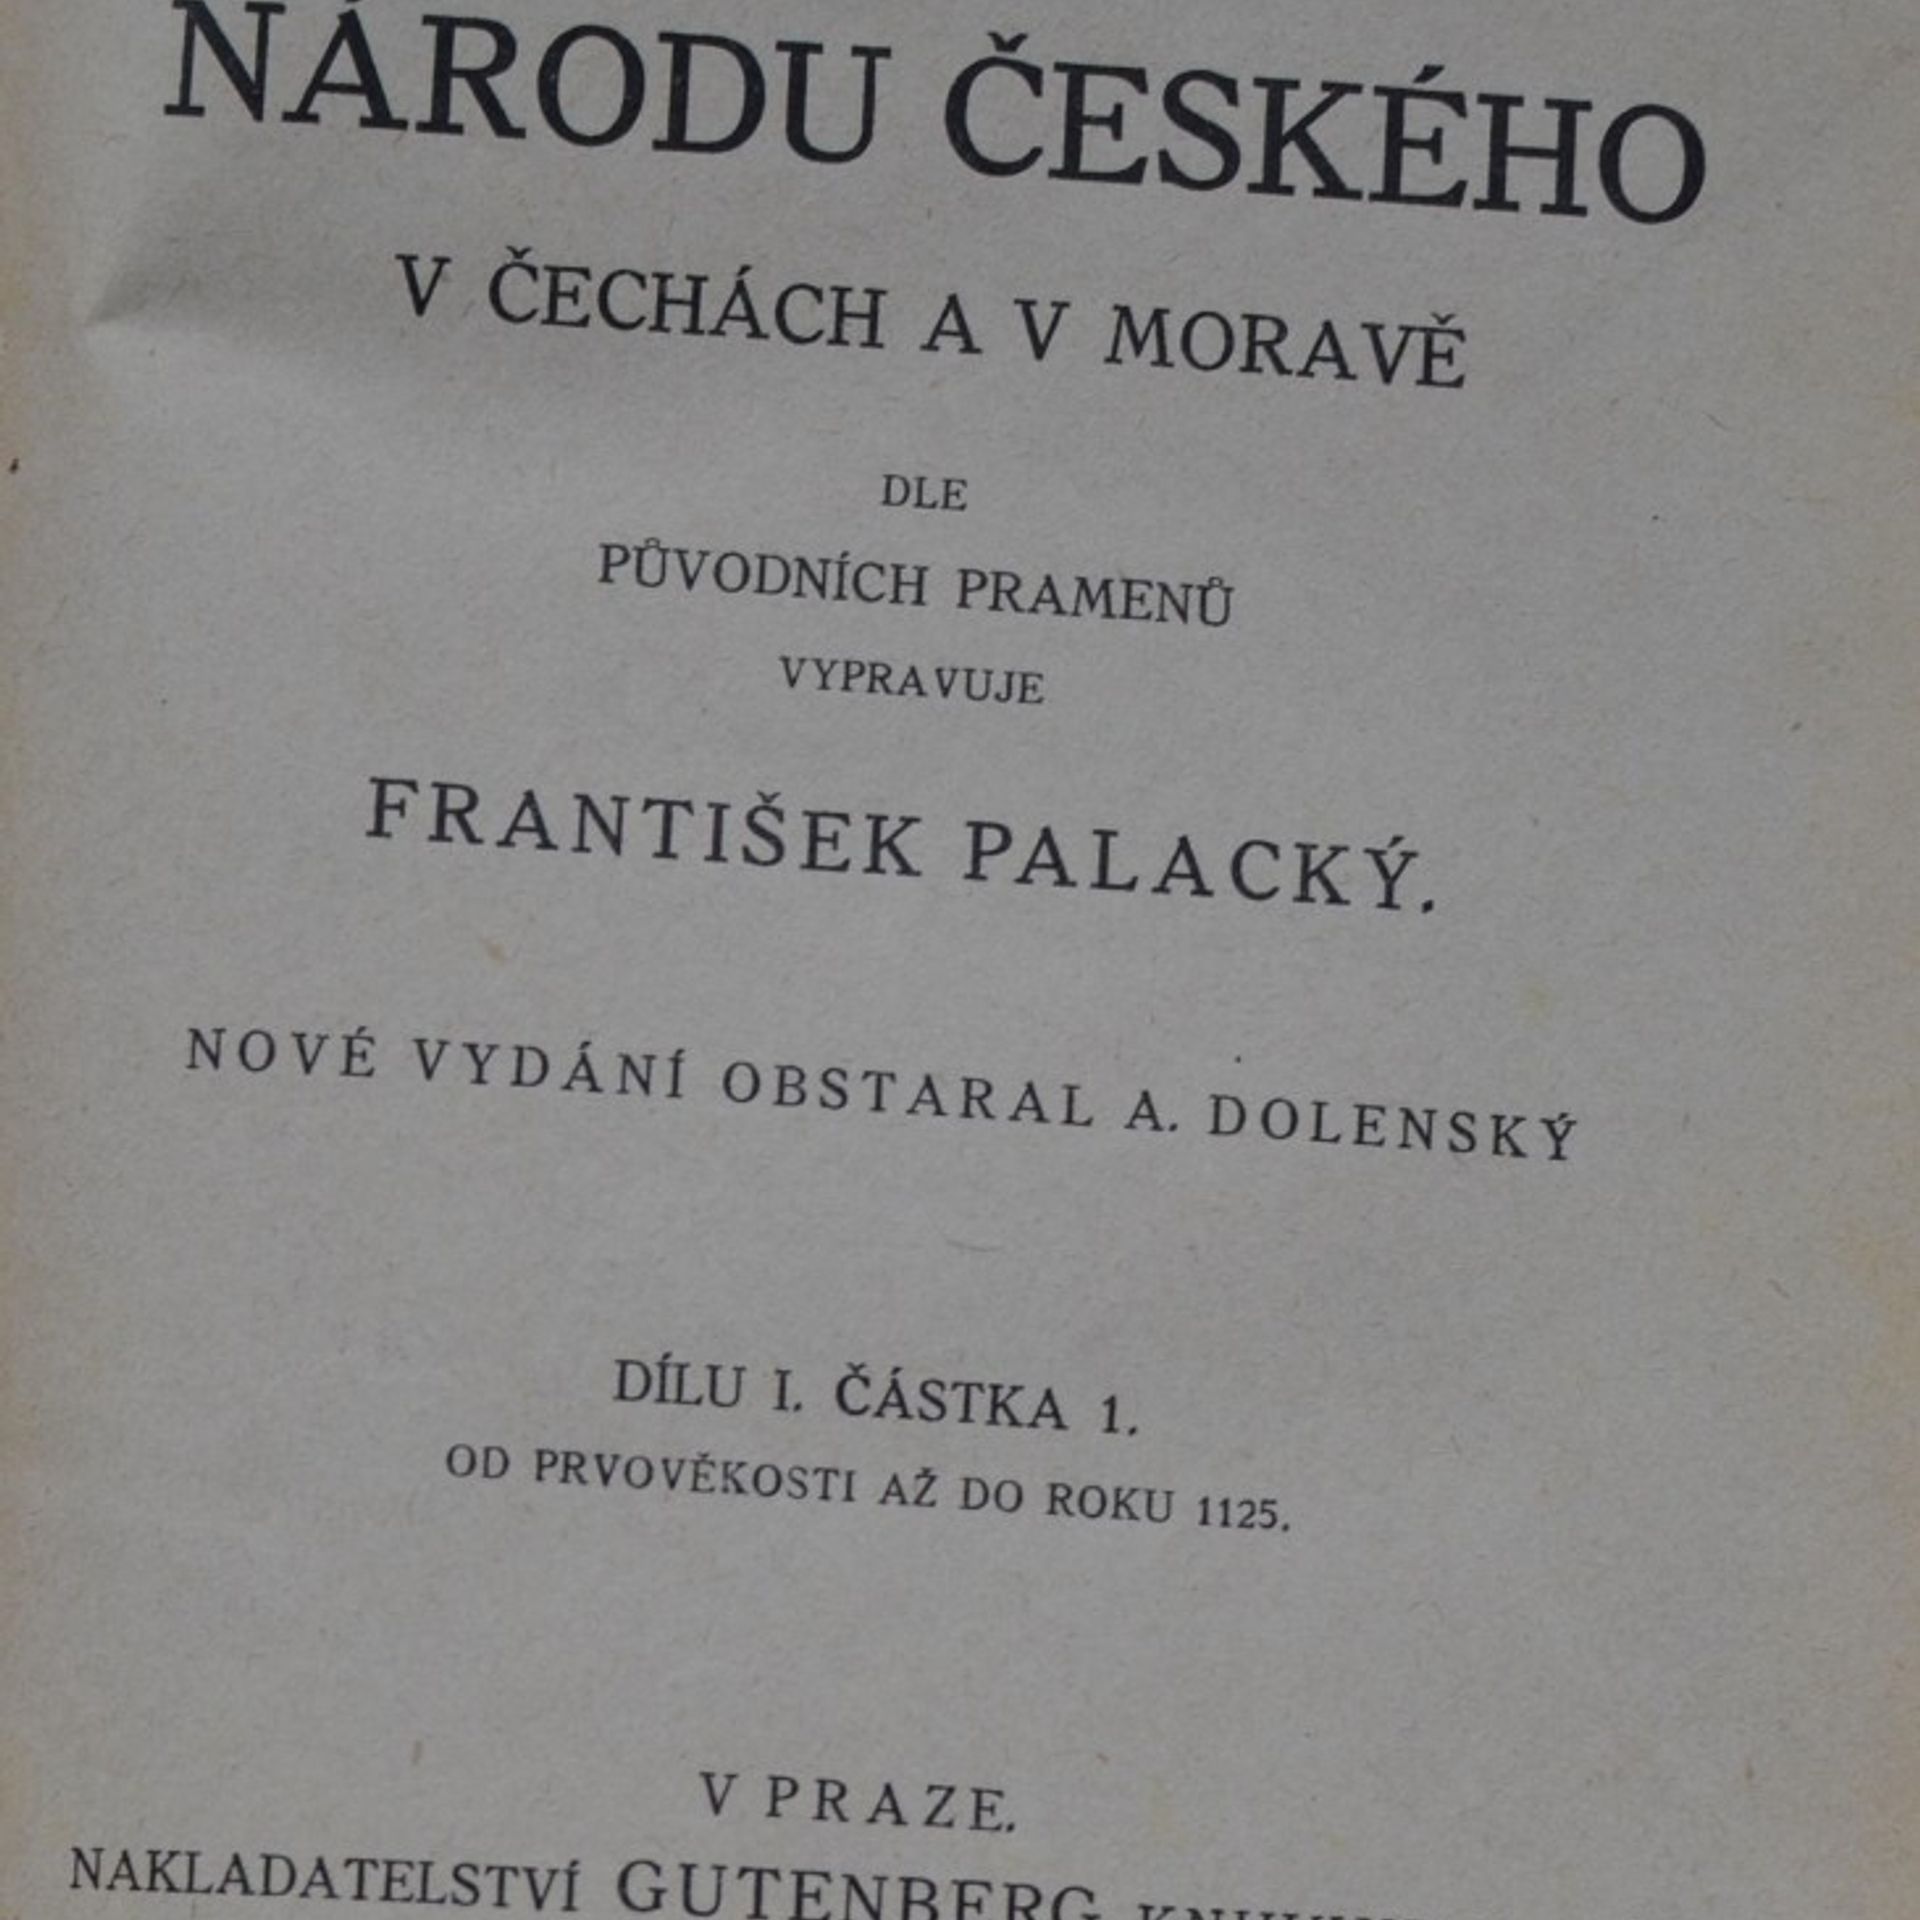 NÁRODU ČESKÉHO
V ČECHÁCH A V MORAVĚ
DLE
PŮVODNÍCH PRAMENŮ
VYPRAVUJE
FRANTIŠEK PALACKÝ.
NOVÉ VYDÁNÍ OBSTARAL A. DOLENSKÝ
DÍLU I. ČÁSTKA 1.
OD PRVOVĚKOSTI AŽ DO ROKU 1125.
V PRAZE.
NAKLADATELSTVÍ GUTENBERG